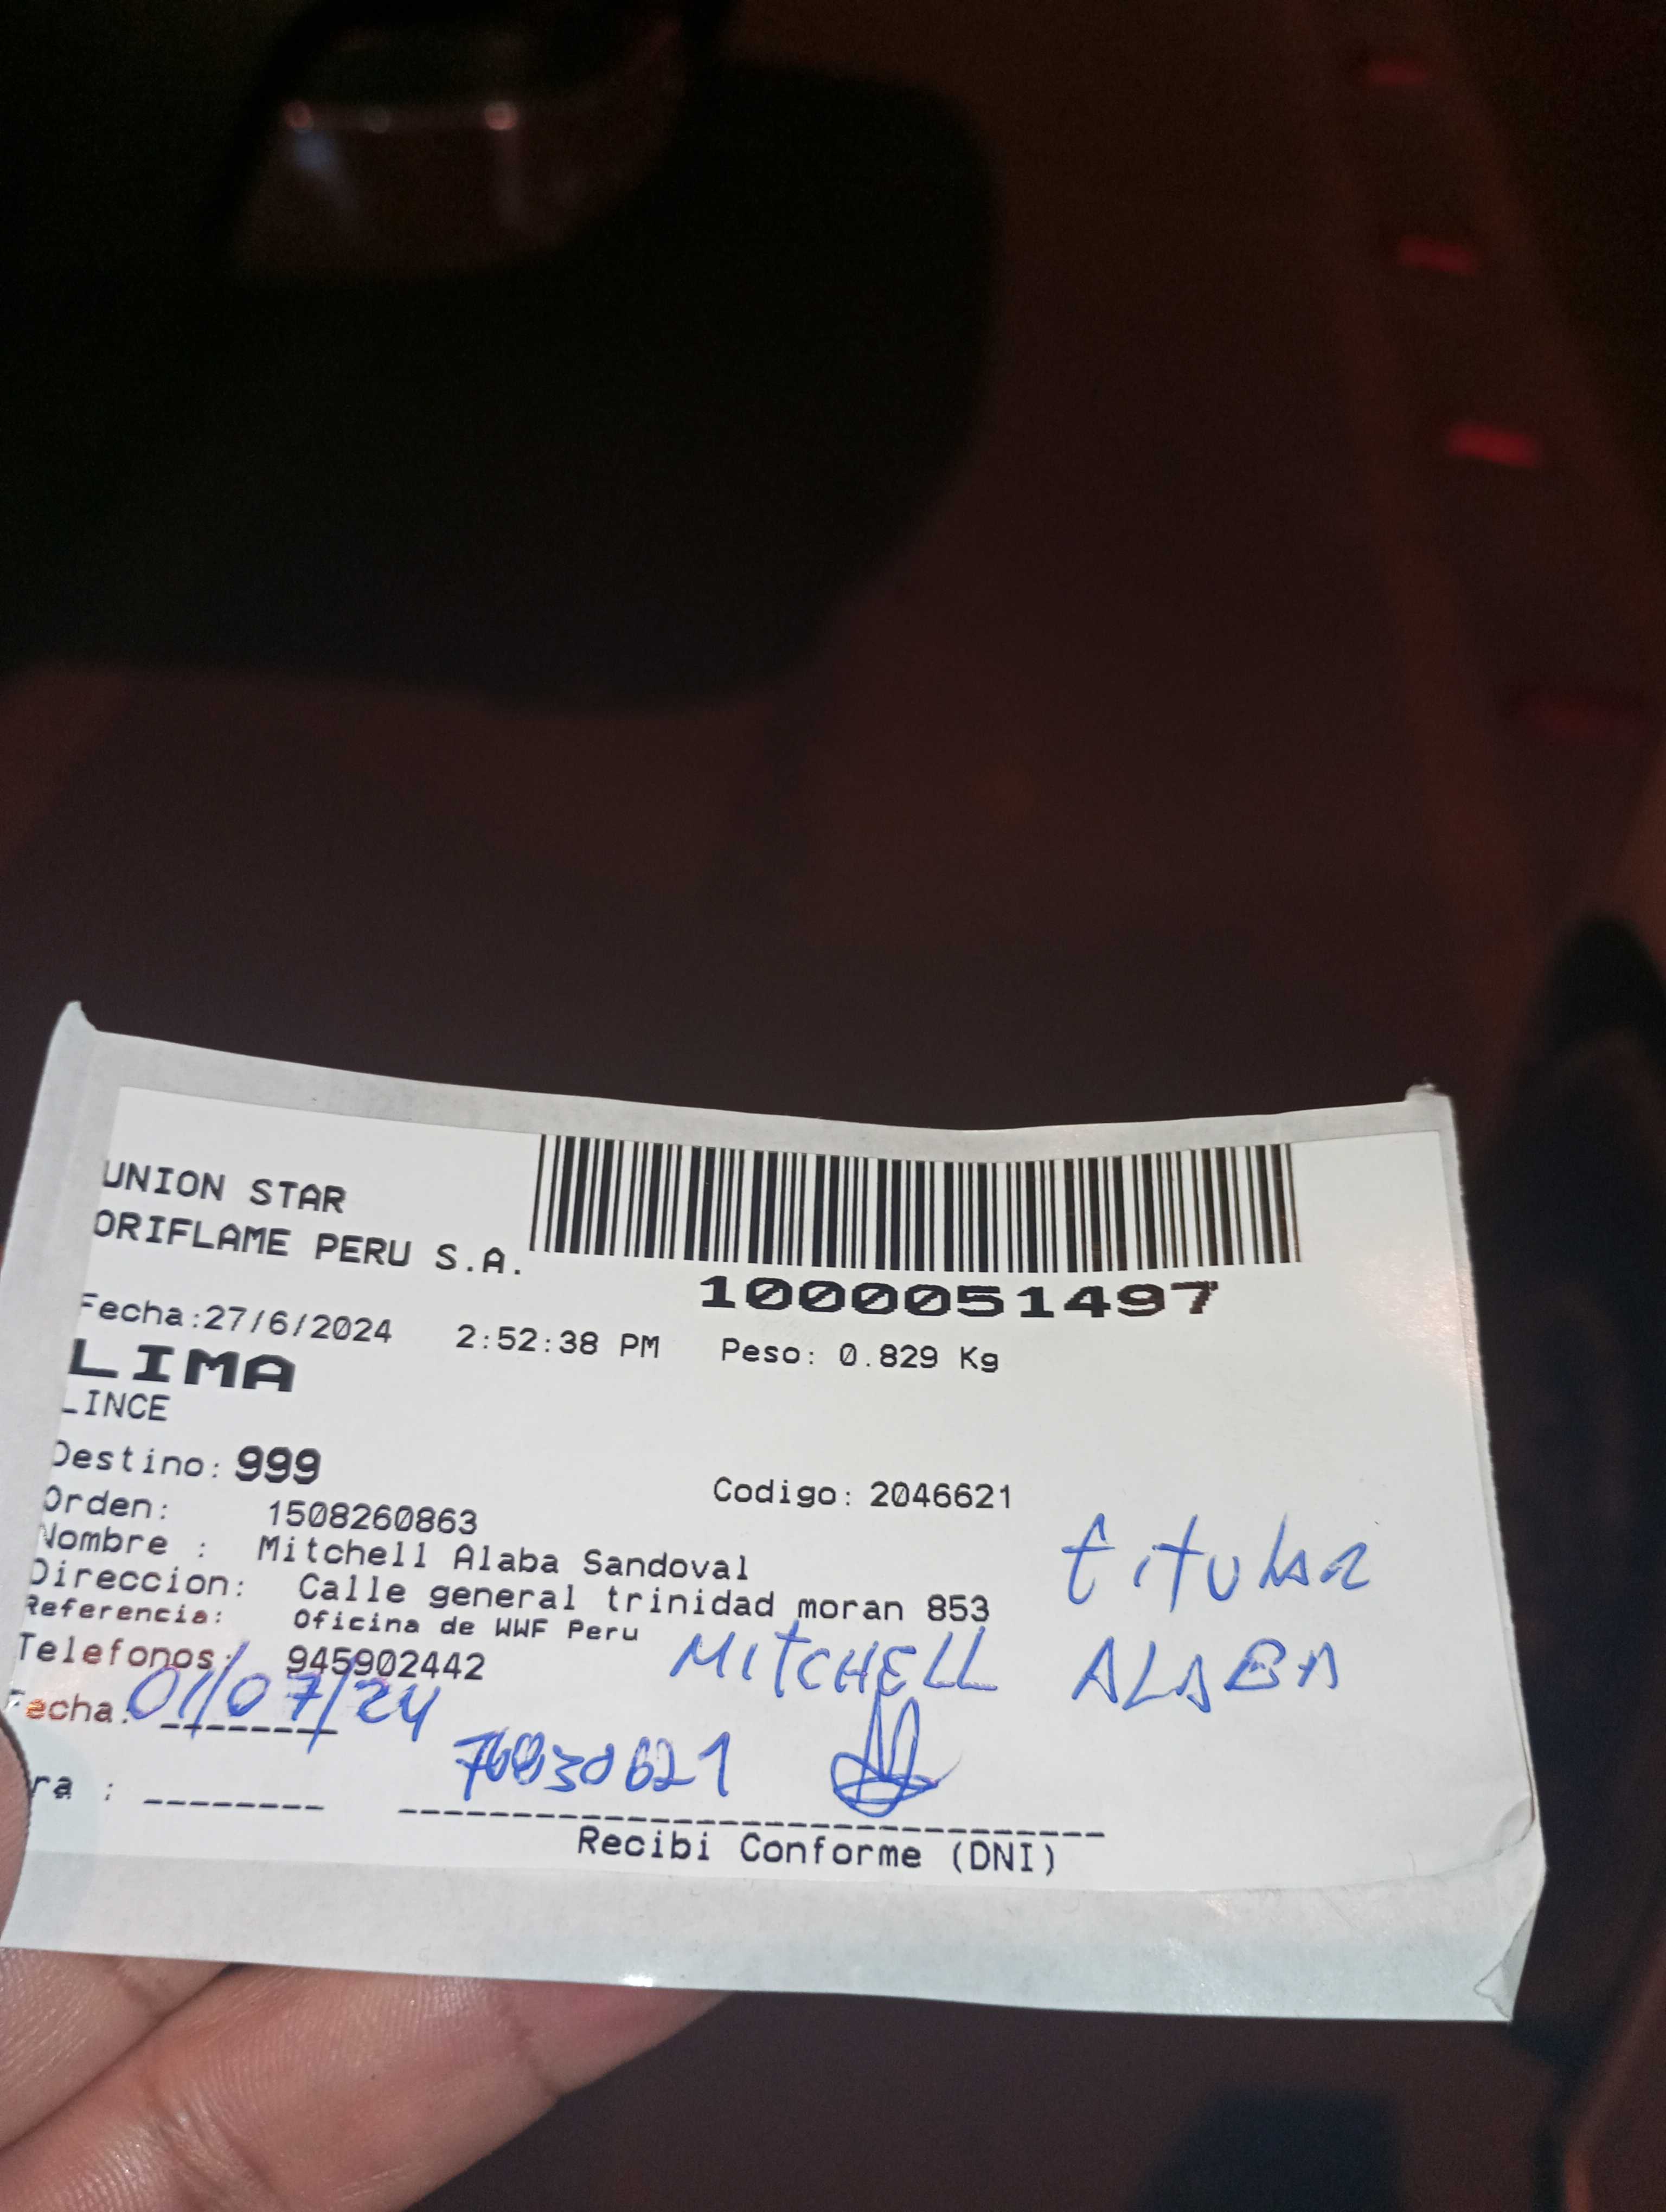 UNION STAR
ORIFLAME PERU S.A.
1000051497
Fecha:27/6/2024 2:52:38 PM Peso: 0.829 Kg
LIMA
LINCE
Destino: 999
Codigo: 2046621
Orden: 1508260863
Nombre : Mitchell Alaba Sandoval
titular
Direccion: Calle general trinidad moran 853
Referencia: Oficina de WWF Peru
MITCHELL ALABA
Telefonos: 945902442
Fecha: 01/07/24
ra :
Recibi Conforme (DNI)